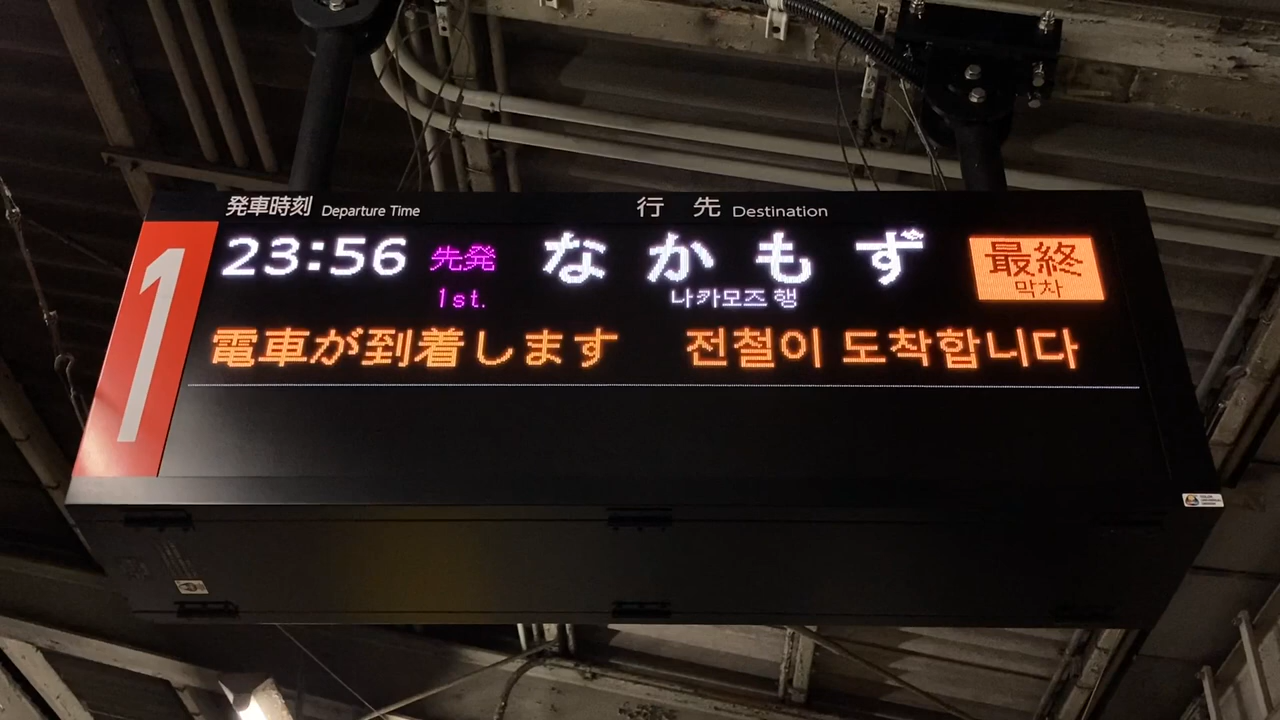 発車時刻 Departure Time 行先 Destination
1
23:56 先発 なかもず 最終
1st. 나카모즈 행 막차
電車が到着します 전철이 도착합니다